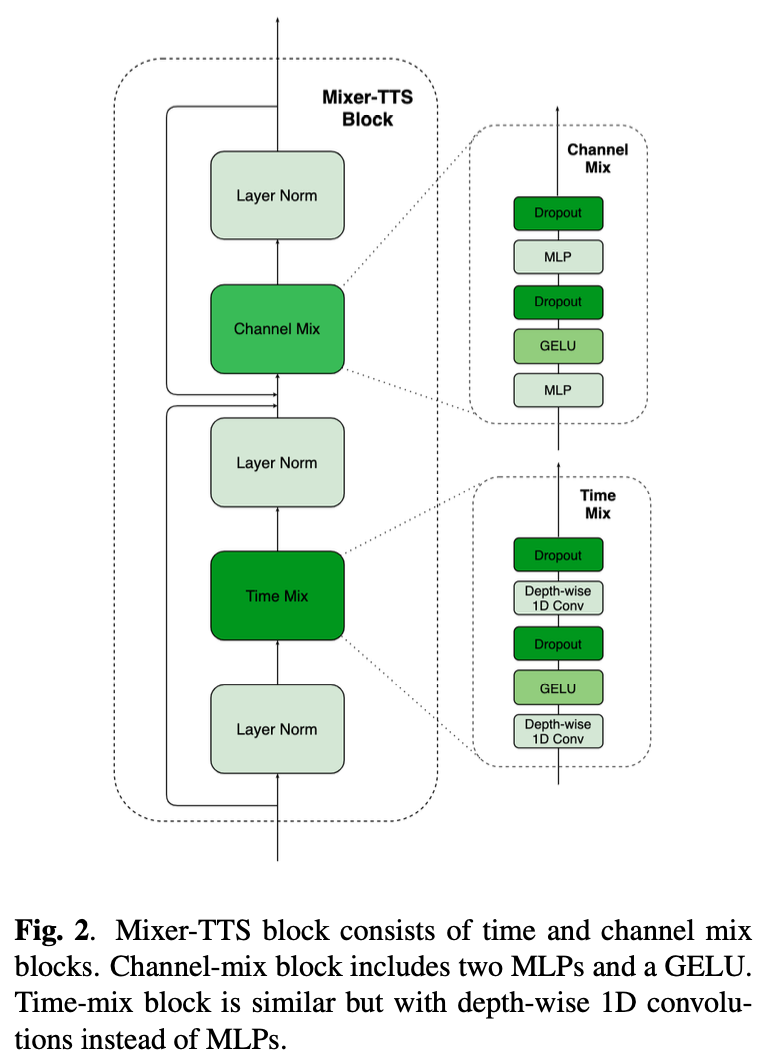 Mixer-TTS
Block
Layer Norm
Channel Mix
Layer Norm
Time Mix
Layer Norm
Channel
Mix
Dropout
MLP
Dropout
GELU
MLP
Time
Mix
Dropout
Depth-wise
1D Conv
Dropout
GELU
Depth-wise
1D Conv
Fig. 2. Mixer-TTS block consists of time and channel mix
blocks. Channel-mix block includes two MLPs and a GELU.
Time-mix block is similar but with depth-wise 1D convolu-
tions instead of MLPs.